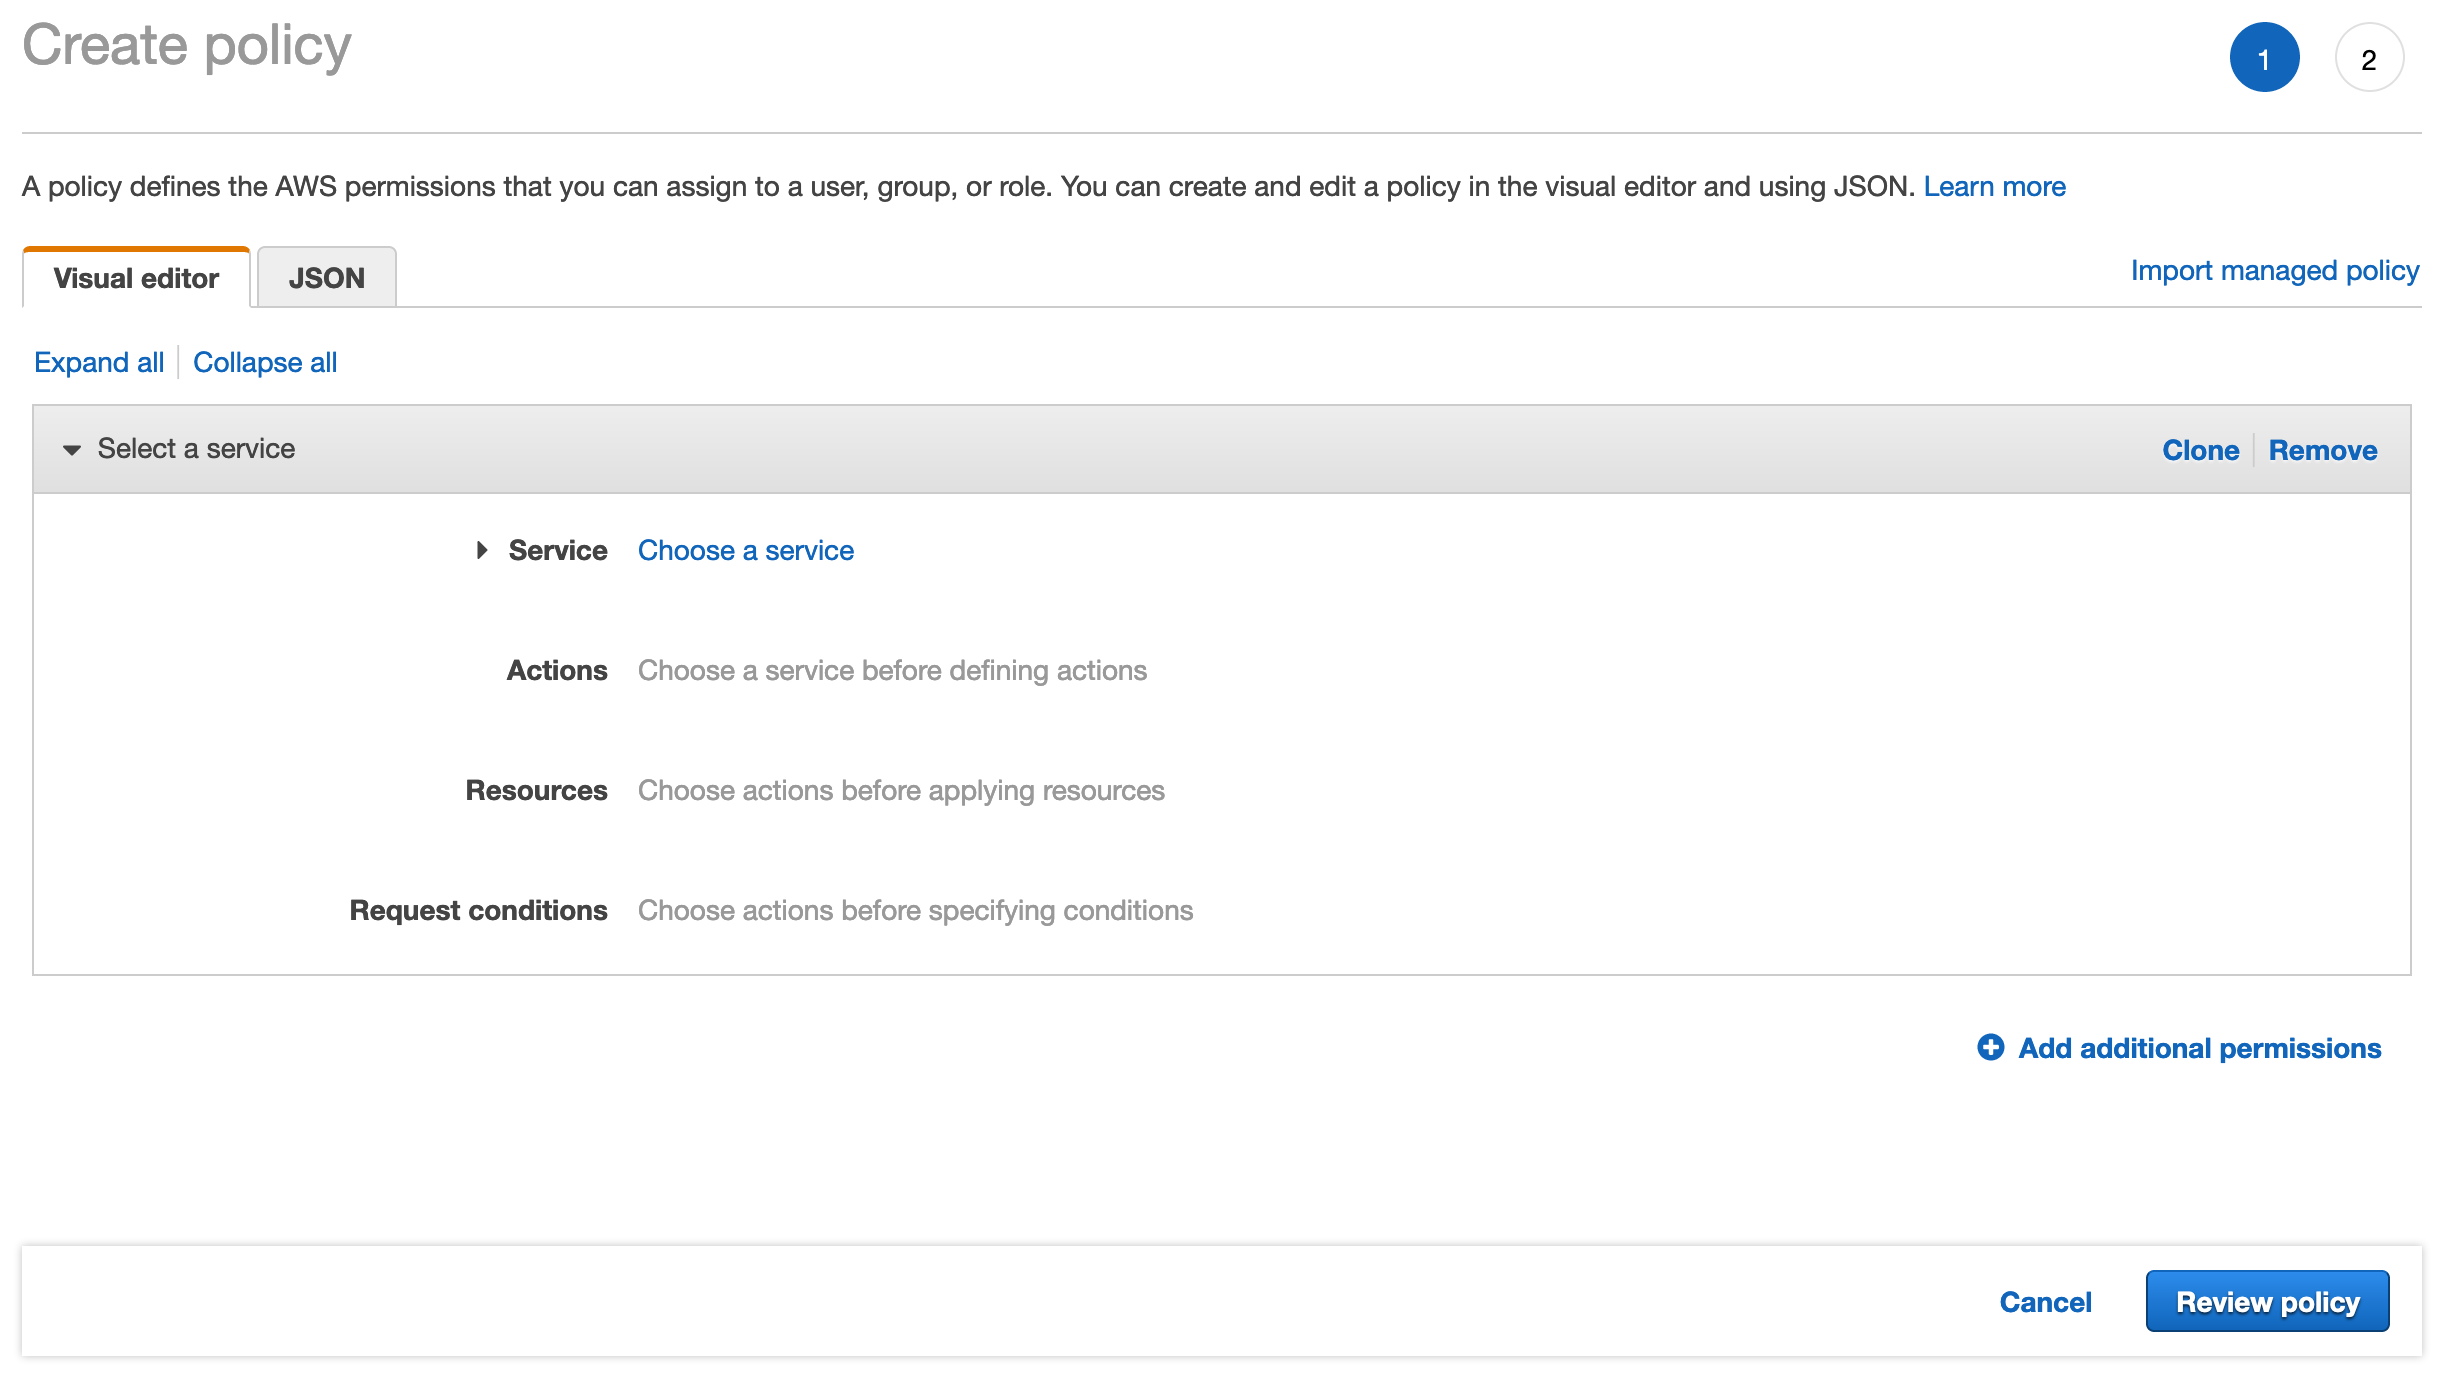 Create policy
1
2
A policy defines the AWS permissions that you can assign to a user, group, or role. You can create and edit a policy in the visual editor and using JSON. Learn more
Visual editor
JSON
Import managed policy
Expand all
Collapse all
Select a service
Clone
Remove
Service Choose a service
Actions Choose a service before defining actions
Resources Choose actions before applying resources
Request conditions Choose actions before specifying conditions
Add additional permissions
Cancel
Review policy